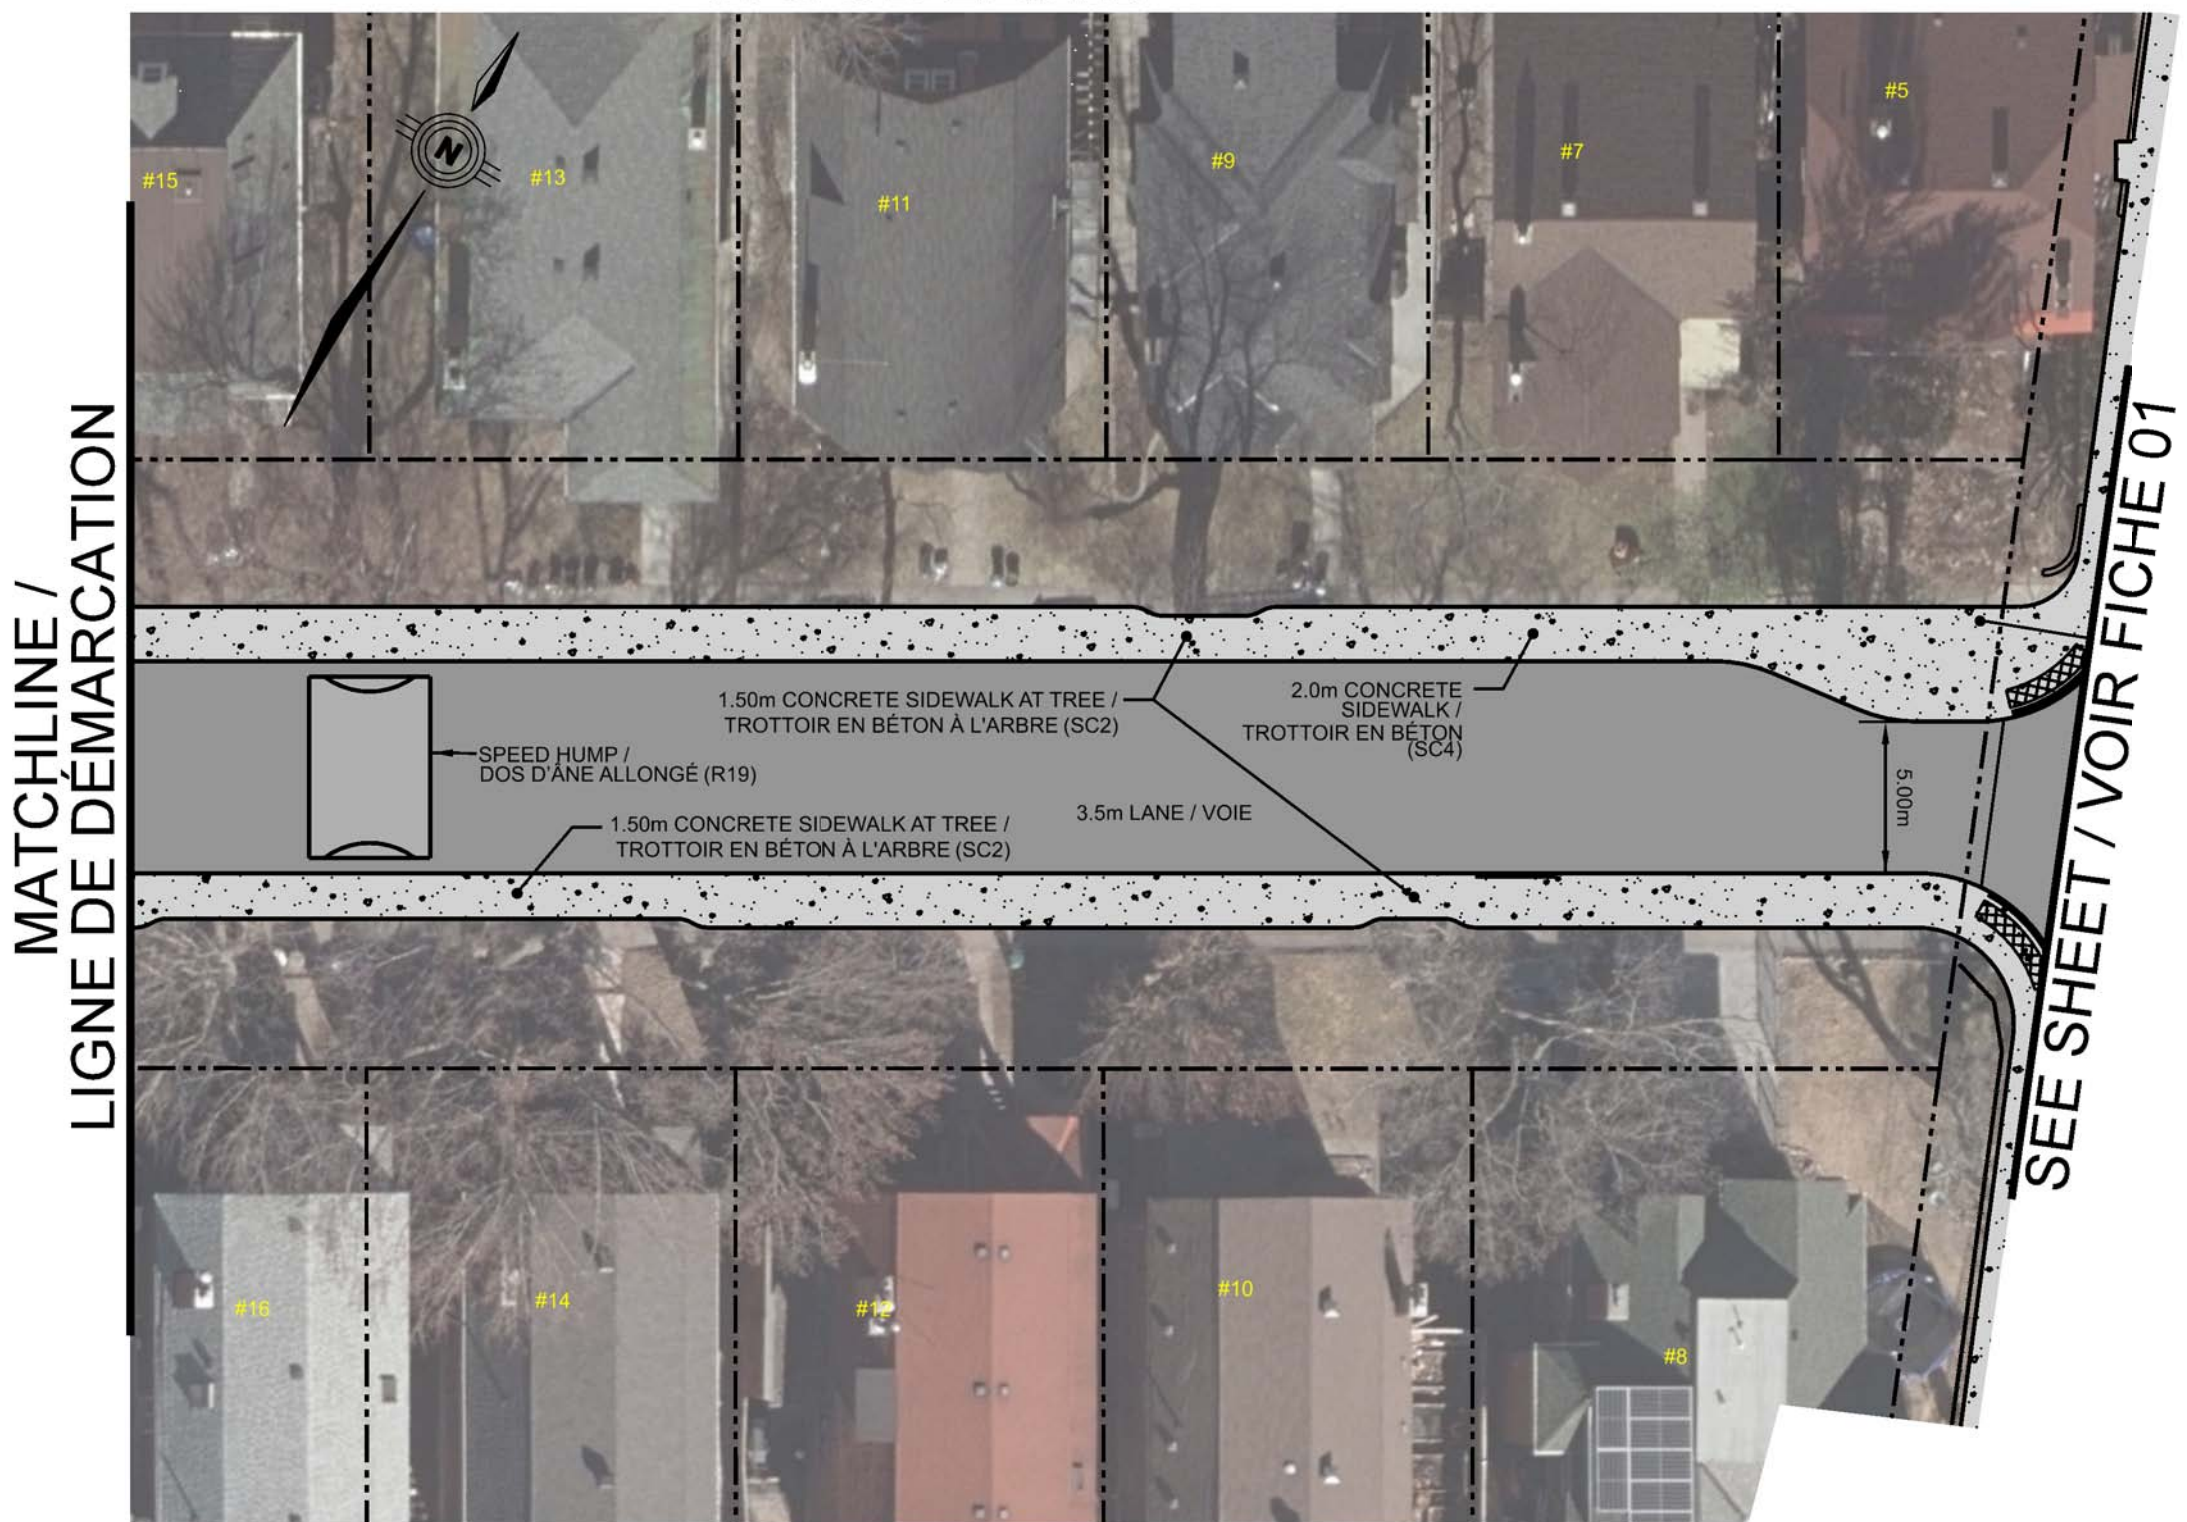 #5
#7
#9
#15
#13
#11
N
MATCHLINE /
LIGNE DE DÉMARCATION
SEE SHEET / VOIR FICHE 01
1.50m CONCRETE SIDEWALK AT TREE /
TROTTOIR EN BÉTON À L'ARBRE (SC2)
2.0m CONCRETE
SIDEWALK /
TROTTOIR EN BÉTON
(SC4)
SPEED HUMP /
DOS D'ÂNE ALLONGÉ (R19)
5.00m
3.5m LANE / VOIE
1.50m CONCRETE SIDEWALK AT TREE /
TROTTOIR EN BÉTON À L'ARBRE (SC2)
#16
#14
#12
#10
#8